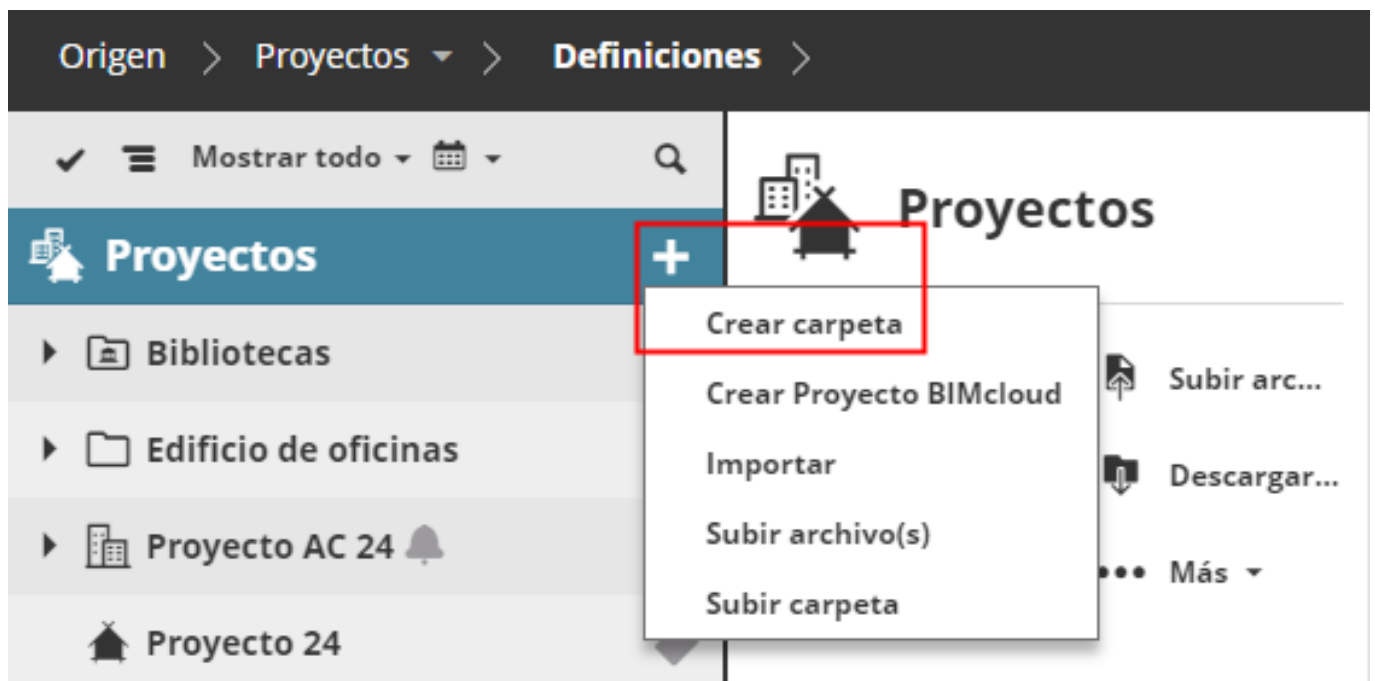 Origen > Proyectos > Definiciones >
Mostrar todo
Proyectos
Proyectos
Bibliotecas
Edificio de oficinas
Proyecto AC 24
Proyecto 24
Crear carpeta
Crear Proyecto BIMcloud
Importar
Subir archivo(s)
Subir carpeta
Subir arc...
Descargar...
Más